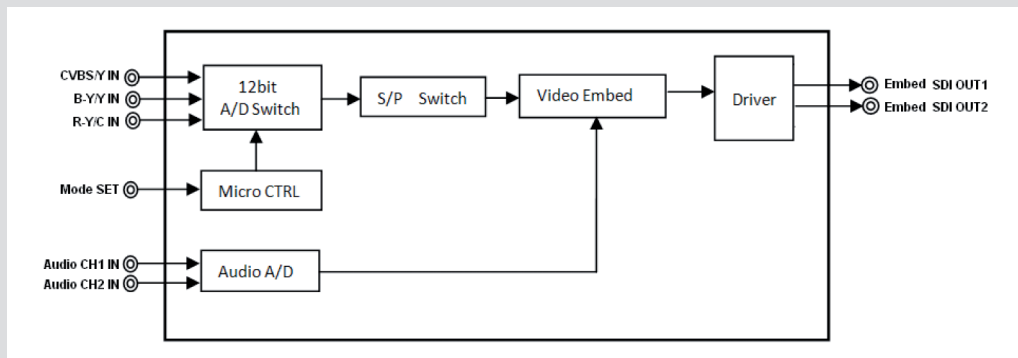 CVBS/Y IN
B-Y/Y IN
R-Y/C IN
12bit
A/D Switch
S/P Switch
Video Embed
Driver
Embed SDI OUT1
Embed SDI OUT2
Mode SET
Micro CTRL
Audio CH1 IN
Audio CH2 IN
Audio A/D